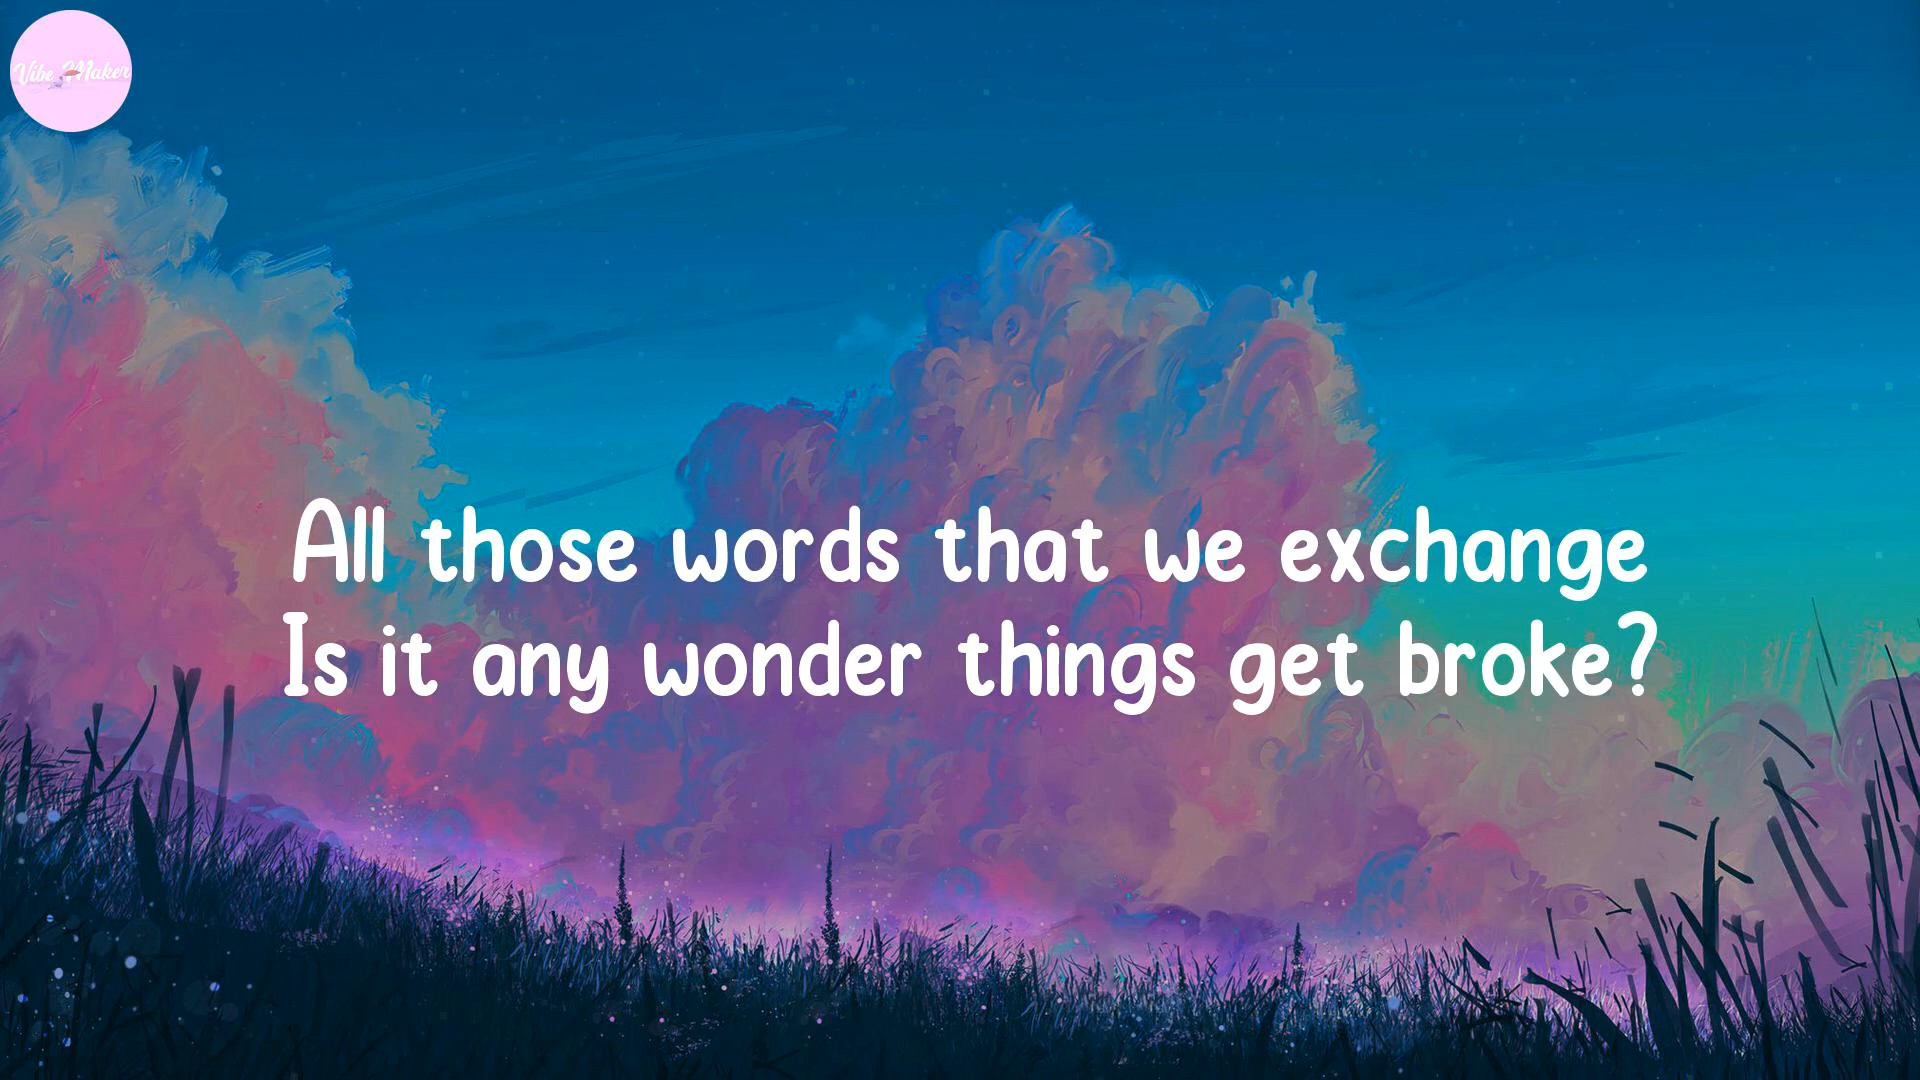 Vibe Maker
All those words that we exchange
Is it any wonder things get broke?